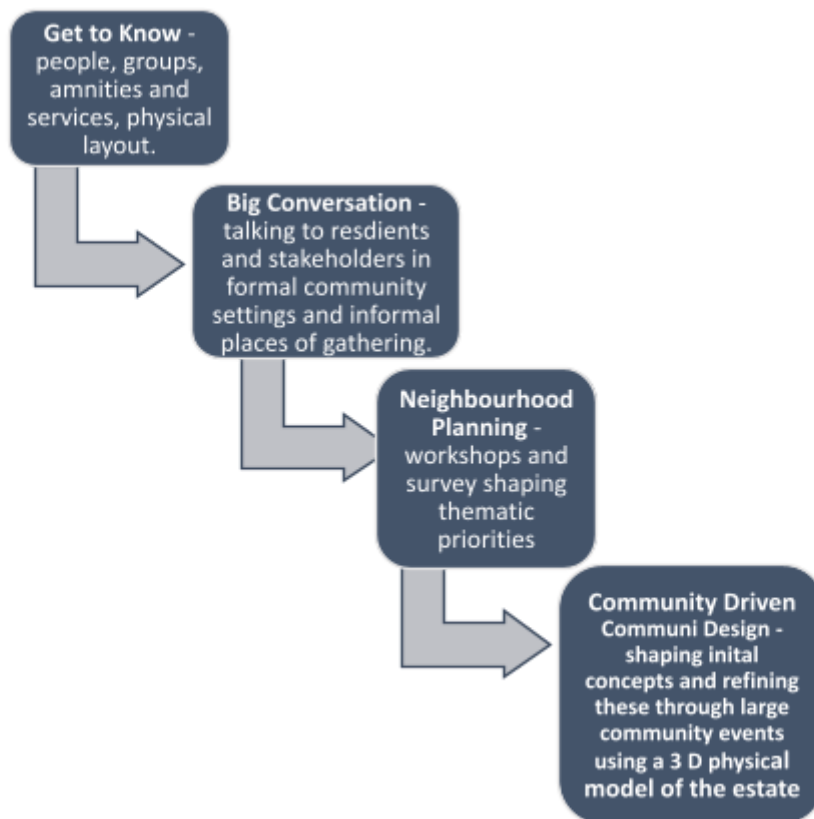 Get to Know -
people, groups,
amnities and
services, physical
layout.
Big Conversation -
talking to resdients
and stakeholders in
formal community
settings and informal
places of gathering.
Neighbourhood
Planning -
workshops and
survey shaping
thematic
priorities
Community Driven
Communi Design -
shaping inital
concepts and refining
these through large
community events
using a 3 D physical
model of the estate